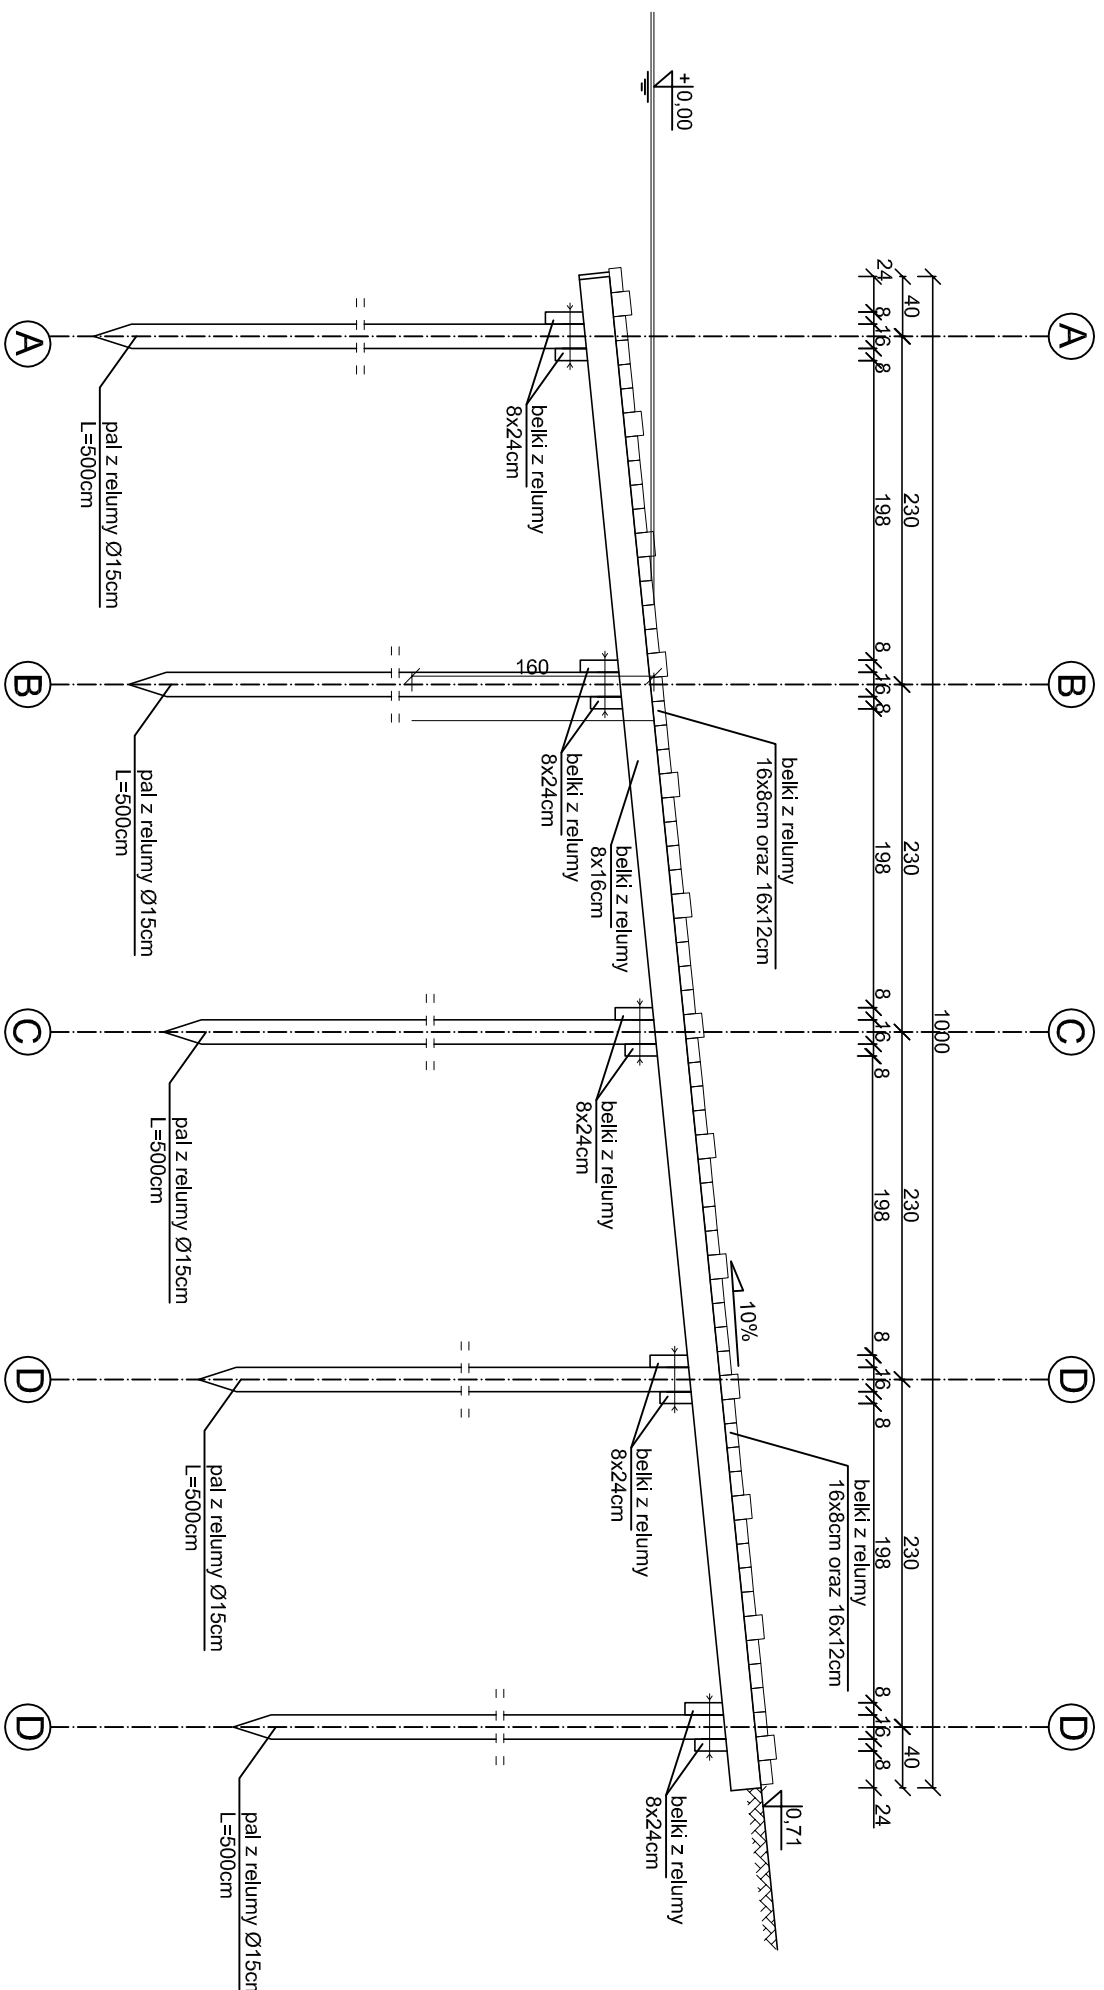 +0,00
1000
40
230
230
230
230
40
24
8
16
8
198
8
16
8
198
8
16
8
198
8
16
8
198
8
16
8
24
A
B
C
D
D
belki z relumy
16x8cm oraz 16x12cm
belki z relumy
16x8cm oraz 16x12cm
10%
0,71
160
belki z relumy
8x16cm
belki z relumy
8x24cm
belki z relumy
8x24cm
belki z relumy
8x24cm
belki z relumy
8x24cm
belki z relumy
8x24cm
pal z relumy Ø15cm
L=500cm
pal z relumy Ø15cm
L=500cm
pal z relumy Ø15cm
L=500cm
pal z relumy Ø15cm
L=500cm
pal z relumy Ø15cm
L=500cm
A
B
C
D
D